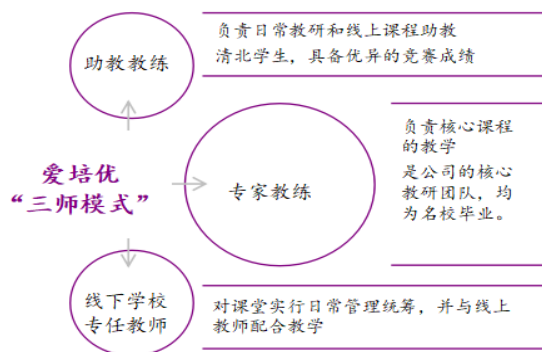 负责日常教研和线上课程助教
清北学生，具备优异的竞赛成绩
助教教练
负责核心课程
的教学
是公司的核心
教研团队，均
为名校毕业。
爱培优
“三师模式”
专家教练
线下学校
专任教师
对课堂实行日常管理统筹，并与线上
教师配合教学